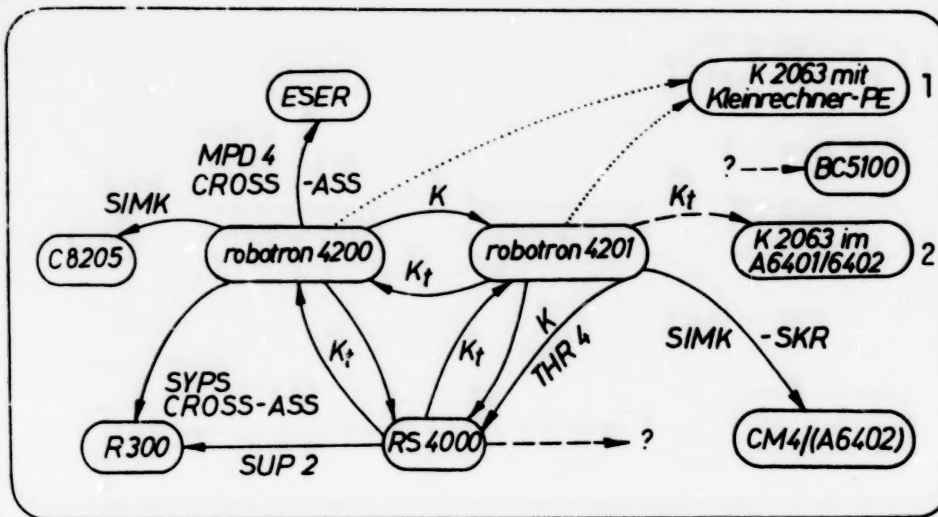 K 2063 mit
Kleinrechner-PE
1
ESER
MPD 4
CROSS -ASS
? BC5100
SIMK
K
Kt
C8205
robotron 4200
robotron 4201
K 2063 im
A6401/6402
2
Kt
Kt
Kt
K
THR 4
SIMK -SKR
SYPS
CROSS-ASS
R300
SUP 2
RS 4000
?
CM4/(A6402)